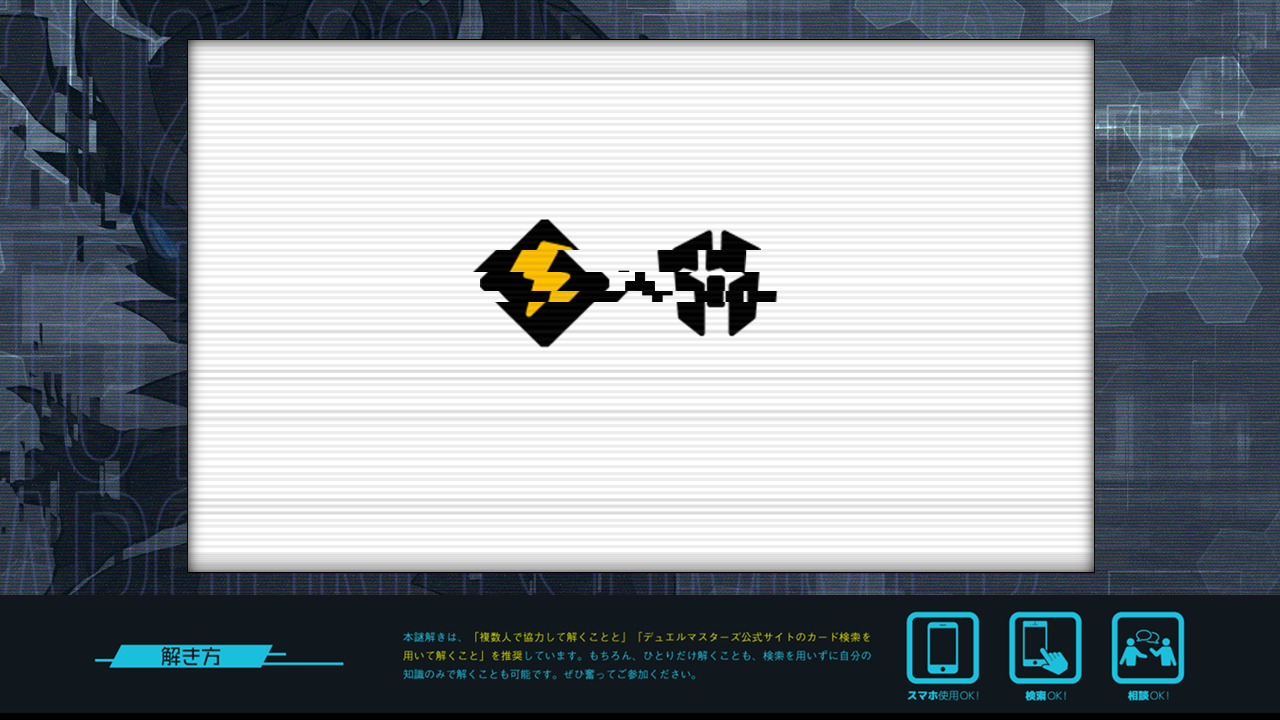 解き方
本謎解きは、「複数人で協力して解くことと」「デュエルマスターズ公式サイトのカード検索を
用いて解くこと」を推奨しています。もちろん、ひとりだけ解くことも、検索を用いずに自分の
知識のみで解くことも可能です。ぜひ奮ってご参加ください。
スマホ使用OK!
検索OK!
相談OK!